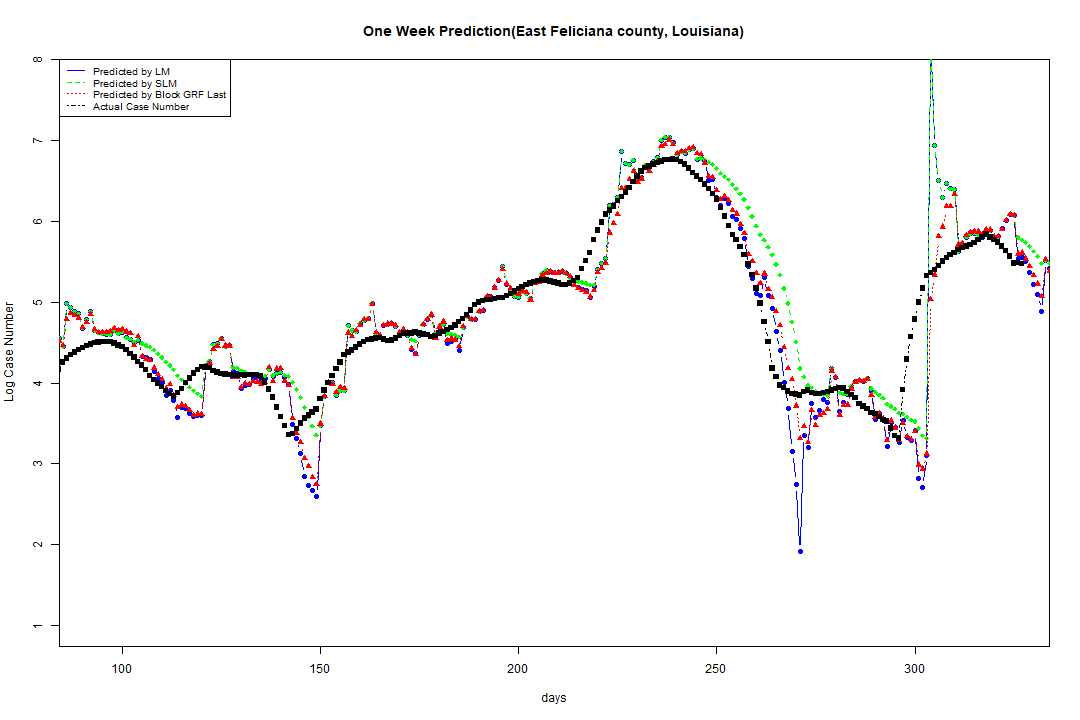 One Week Prediction(East Feliciana county, Louisiana)
Predicted by LM
Predicted by SLM
Predicted by Block GRF Last
Actual Case Number
8
7
6
5
4
3
2
1
Log Case Number
100 150 200 250 300
days